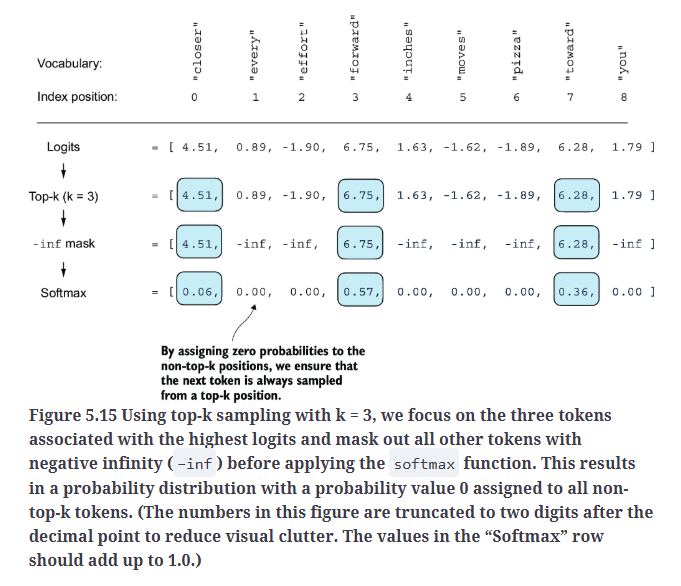 Vocabulary: "closer" "every" "effort" "forward" "inches" "moves" "pizza" "toward" "you"
Index position: 0 1 2 3 4 5 6 7 8
Logits = [ 4.51, 0.89, -1.90, 6.75, 1.63, -1.62, -1.89, 6.28, 1.79 ]
Top-k (k = 3) = [ 4.51, 0.89, -1.90, 6.75, 1.63, -1.62, -1.89, 6.28, 1.79 ]
-inf mask = [ 4.51, -inf, -inf, 6.75, -inf, -inf, -inf, 6.28, -inf ]
Softmax = [ 0.06, 0.00, 0.00, 0.57, 0.00, 0.00, 0.00, 0.36, 0.00 ]
By assigning zero probabilities to the
non-top-k positions, we ensure that
the next token is always sampled
from a top-k position.
Figure 5.15 Using top-k sampling with k = 3, we focus on the three tokens
associated with the highest logits and mask out all other tokens with
negative infinity ( -inf ) before applying the softmax function. This results
in a probability distribution with a probability value 0 assigned to all non-
top-k tokens. (The numbers in this figure are truncated to two digits after the
decimal point to reduce visual clutter. The values in the “Softmax” row
should add up to 1.0.)